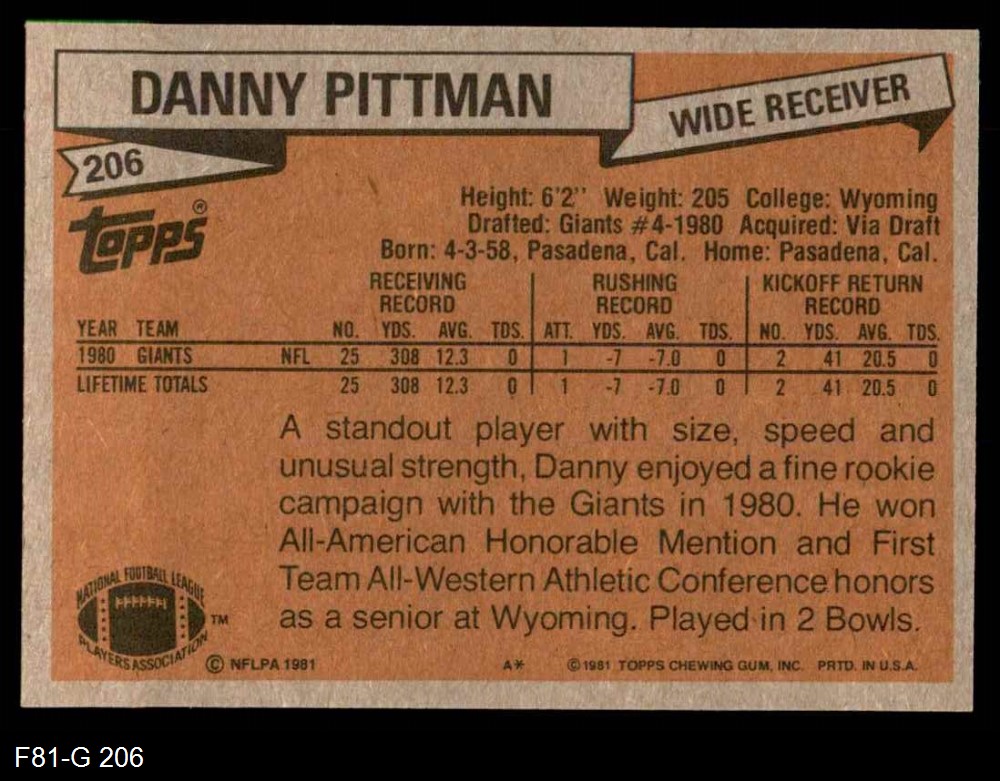 DANNY PITTMAN
WIDE RECEIVER
206
Topps®
Height: 6'2'' Weight: 205 College: Wyoming
Drafted: Giants #4-1980 Acquired: Via Draft
Born: 4-3-58, Pasadena, Cal. Home: Pasadena, Cal.
RECEIVING RECORD RUSHING RECORD KICKOFF RETURN RECORD
YEAR TEAM NO. YDS. AVG. TDS. ATT. YDS. AVG. TDS. NO. YDS. AVG. TDS.
1980 GIANTS NFL 25 308 12.3 0 1 -7 -7.0 0 2 41 20.5 0
LIFETIME TOTALS 25 308 12.3 0 1 -7 -7.0 0 2 41 20.5 0
A standout player with size, speed and
unusual strength, Danny enjoyed a fine rookie
campaign with the Giants in 1980. He won
All-American Honorable Mention and First
Team All-Western Athletic Conference honors
as a senior at Wyoming. Played in 2 Bowls.
NATIONAL FOOTBALL LEAGUE
PLAYERS ASSOCIATION
TM
© NFLPA 1981 A* © 1981 TOPPS CHEWING GUM, INC. PRTD. IN U.S.A.
F81-G 206